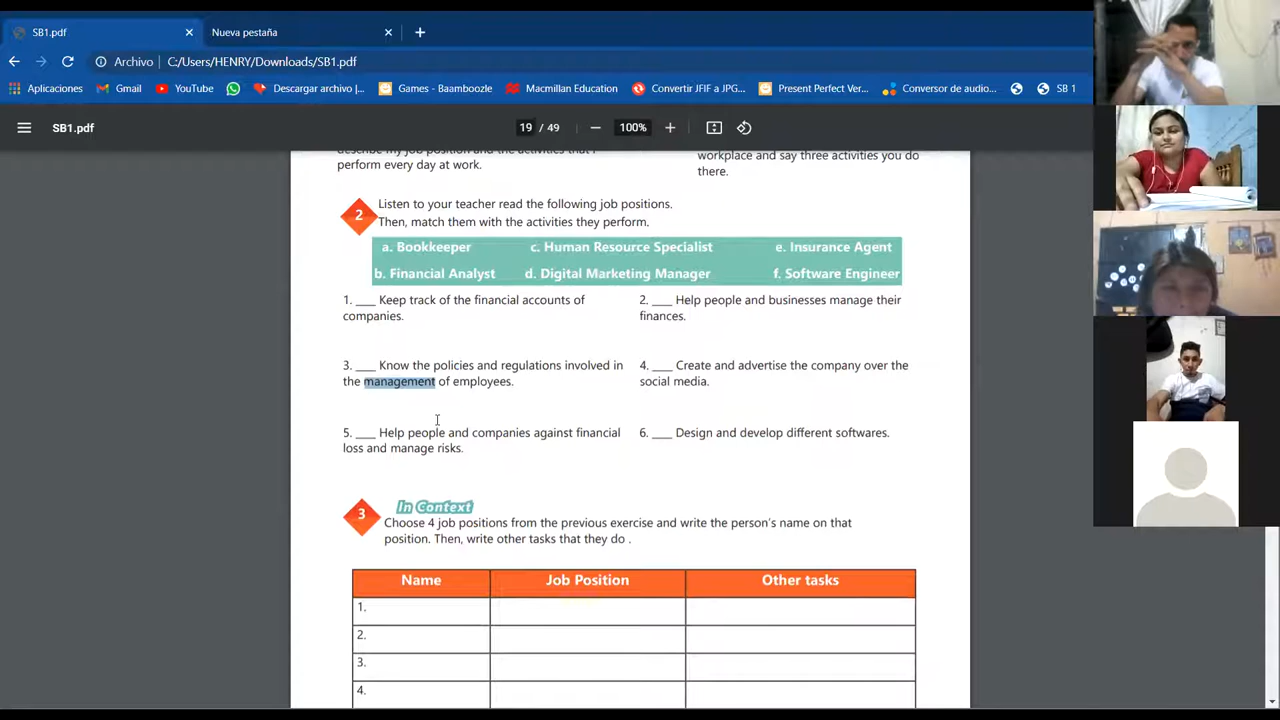 SB1.pdf
Nueva pestaña
Archivo C:/Users/HENRY/Downloads/SB1.pdf
Aplicaciones Gmail YouTube Descargar archivo |... Games - Baamboozle Macmillan Education Convertir JFIF a JPG... Present Perfect Ver... Conversor de audio... SB 1
SB1.pdf 19 / 49 100%
describe my job position and the activities that I
perform every day at work.
workplace and say three activities you do
there.
2 Listen to your teacher read the following job positions.
Then, match them with the activities they perform.
a. Bookkeeper c. Human Resource Specialist e. Insurance Agent
b. Financial Analyst d. Digital Marketing Manager f. Software Engineer
1. ___ Keep track of the financial accounts of
companies.
2. ___ Help people and businesses manage their
finances.
3. ___ Know the policies and regulations involved in
the management of employees.
4. ___ Create and advertise the company over the
social media.
5. ___ Help people and companies against financial
loss and manage risks.
6. ___ Design and develop different softwares.
3 In Context
Choose 4 job positions from the previous exercise and write the person's name on that
position. Then, write other tasks that they do .
Name Job Position Other tasks
1.
2.
3.
4.